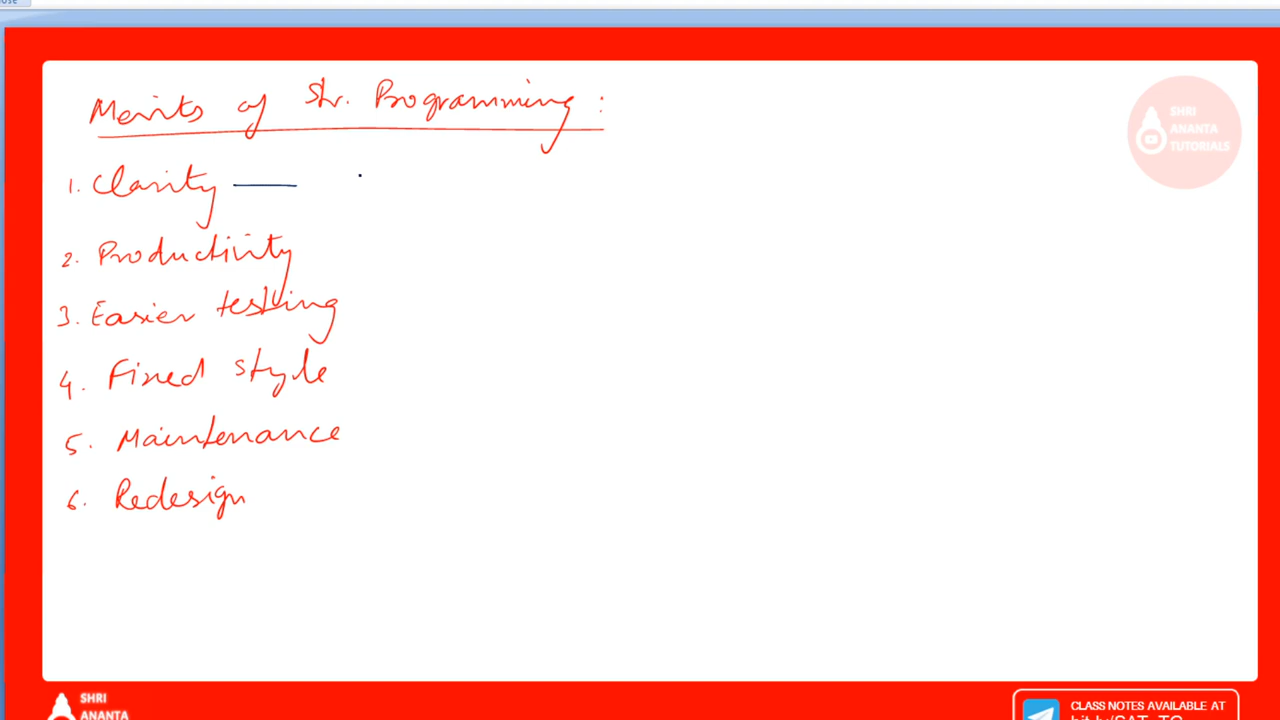 Merits of Str. Programming :
1. Clarity —
2. Productivity
3. Easier testing
4. Fixed style
5. Maintenance
6. Redesign
SHRI
ANANTA
TUTORIALS
SHRI
ANANTA
CLASS NOTES AVAILABLE AT